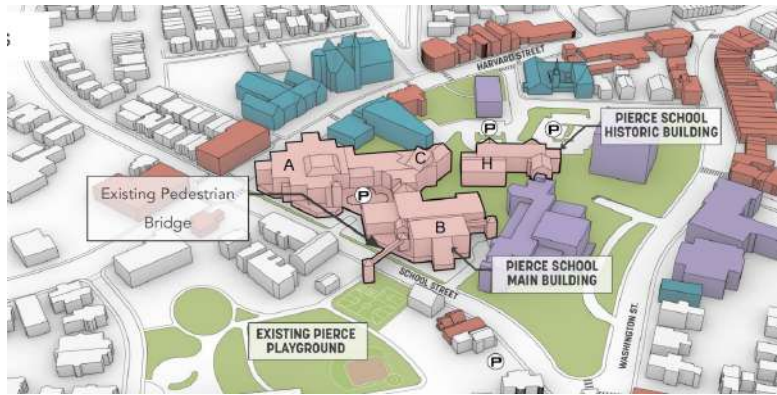 HARVARD STREET
P
P
PIERCE SCHOOL
HISTORIC BUILDING
A
C
H
Existing Pedestrian
Bridge
P
B
PIERCE SCHOOL
MAIN BUILDING
SCHOOL STREET
EXISTING PIERCE
PLAYGROUND
WASHINGTON ST.
P